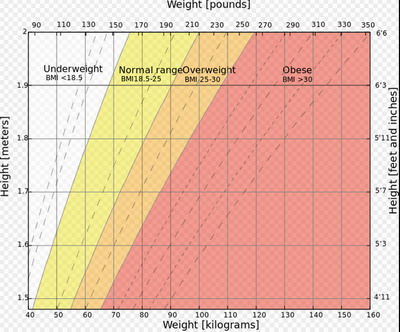 Weight [pounds]
90 110 130 150 170 190 210 230 250 270 290 310 330 350
2 6'6
Underweight Normal range Overweight Obese
BMI <18.5 BMI18.5-25 BMI 25-30 BMI >30
1.9 6'3
1.8 5'11
Height [meters] Height [feet and inches]
1.7 5'7
1.6 5'3
1.5 4'11
40 50 60 70 80 90 100 110 120 130 140 150 160
Weight [kilograms]